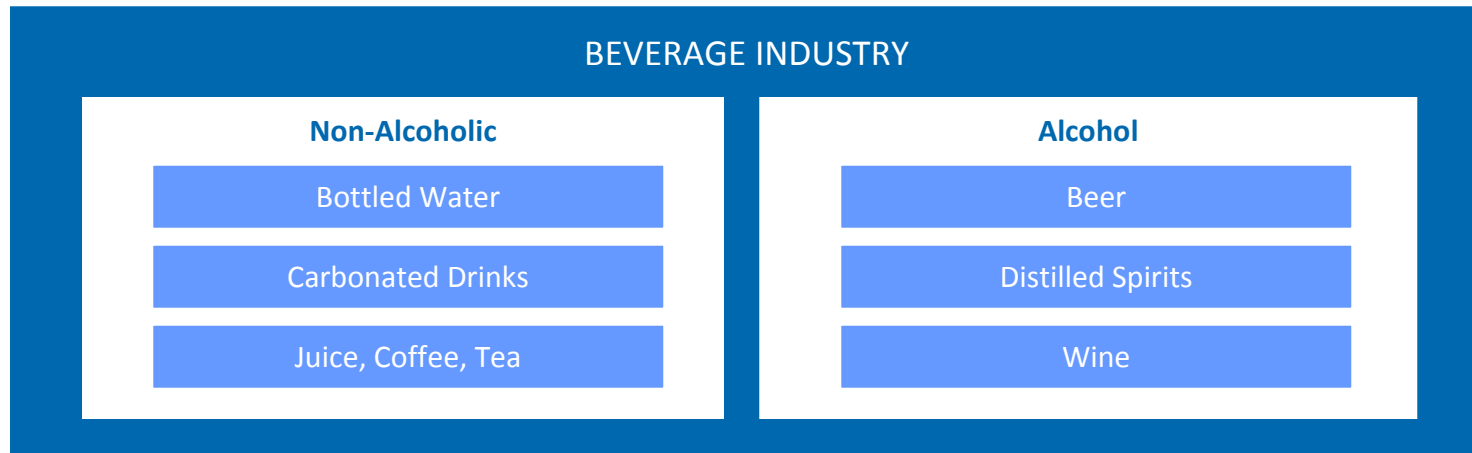 BEVERAGE INDUSTRY
Non-Alcoholic
Bottled Water
Carbonated Drinks
Juice, Coffee, Tea
Alcohol
Beer
Distilled Spirits
Wine